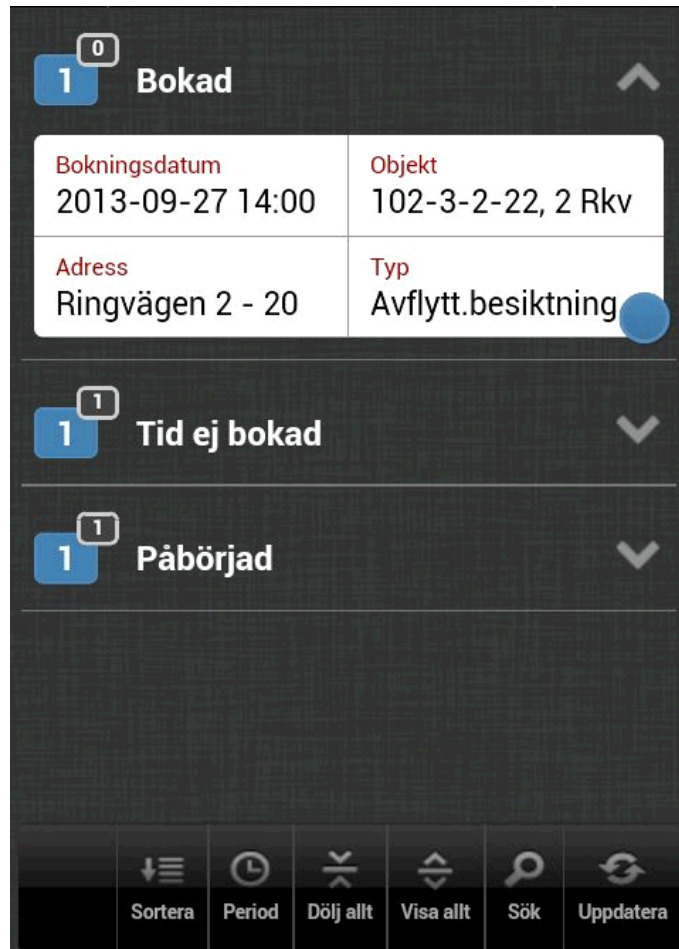 0
1 Bokad
Bokningsdatum Objekt
2013-09-27 14:00 102-3-2-22, 2 Rkv
Adress Typ
Ringvägen 2 - 20 Avflytt.besiktning
1
1 Tid ej bokad
1
1 Påbörjad
Sortera Period Dölj allt Visa allt Sök Uppdatera